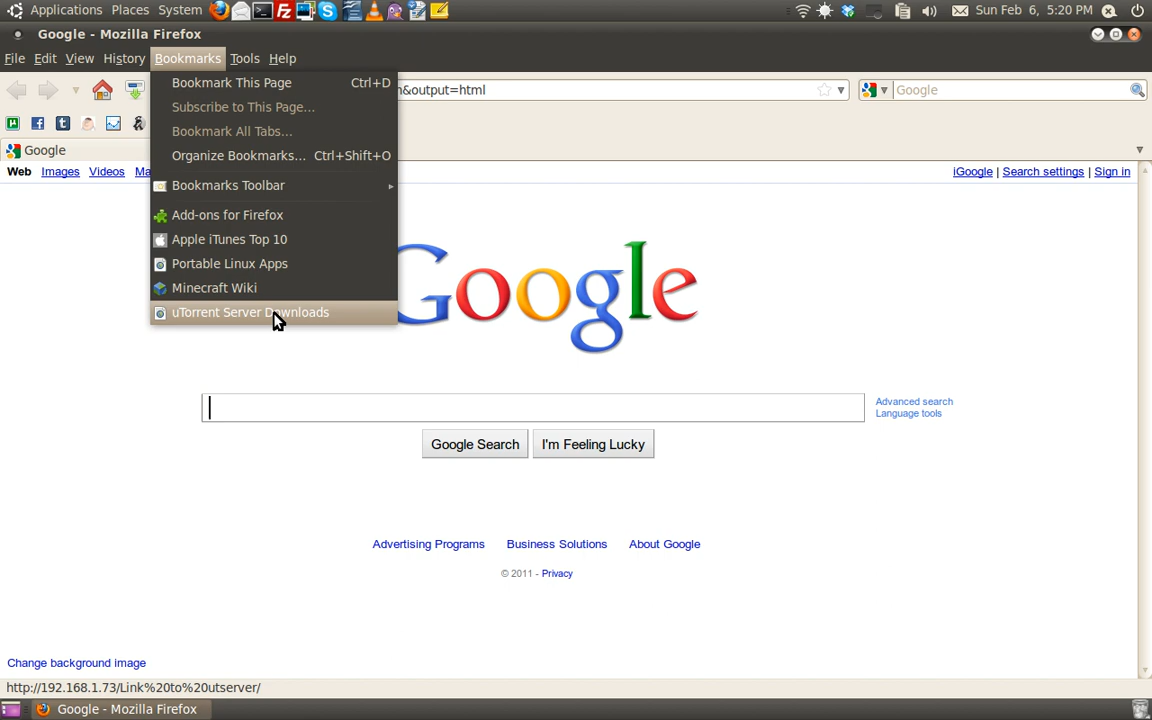 Applications Places System Sun Feb 6, 5:20 PM
Google - Mozilla Firefox
File Edit View History Bookmarks Tools Help
Bookmark This Page Ctrl+D
n&output=html
Google
Subscribe to This Page...
Bookmark All Tabs...
Google
Organize Bookmarks... Ctrl+Shift+O
Web Images Videos Ma
iGoogle | Search settings | Sign in
Bookmarks Toolbar
Add-ons for Firefox
Apple iTunes Top 10
Portable Linux Apps
Minecraft Wiki
uTorrent Server Downloads
Google
Advanced search
Language tools
Google Search I'm Feeling Lucky
Advertising Programs Business Solutions About Google
© 2011 - Privacy
Change background image
http://192.168.1.73/Link%20to%20utserver/
Google - Mozilla Firefox